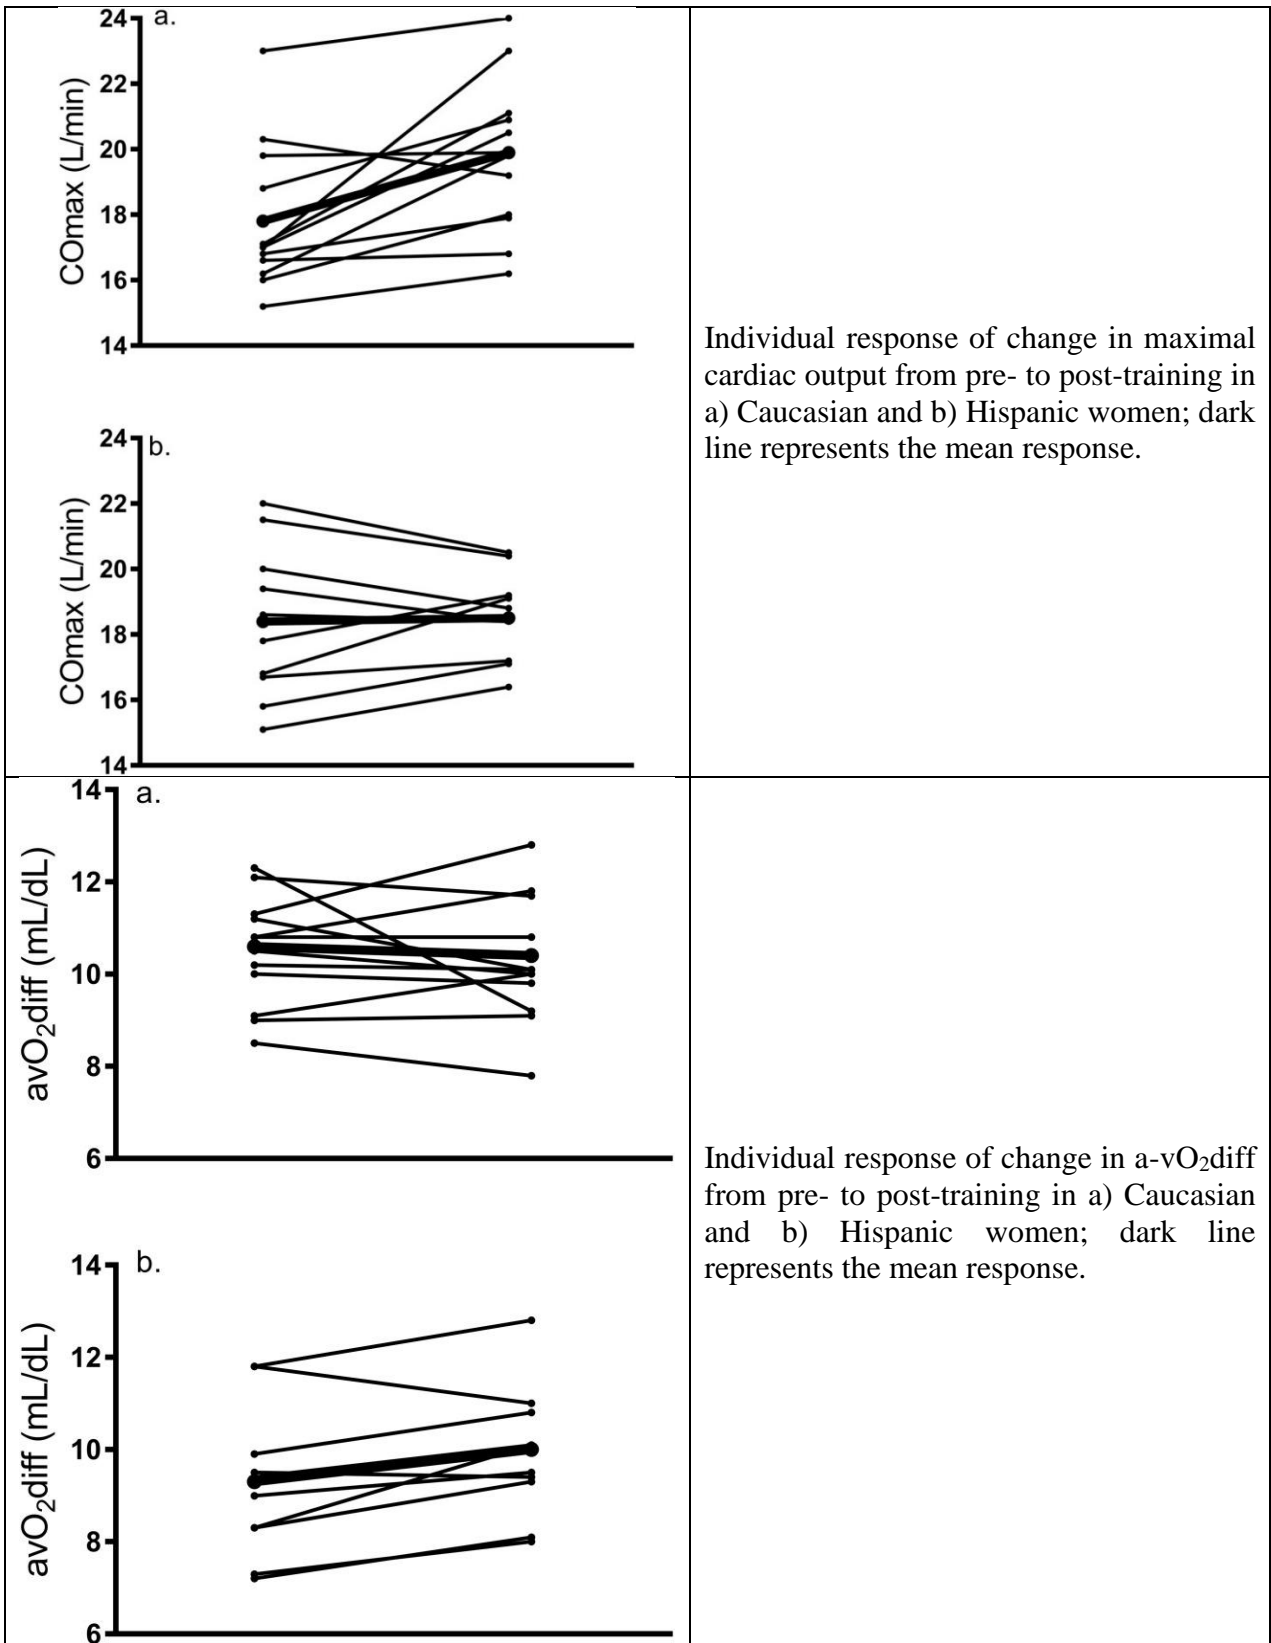 a.
24
22
20
18
16
14
COmax (L/min)
b.
24
22
20
18
16
14
COmax (L/min)
Individual response of change in maximal
cardiac output from pre- to post-training in
a) Caucasian and b) Hispanic women; dark
line represents the mean response.
a.
14
12
10
8
6
avO₂diff (mL/dL)
b.
14
12
10
8
6
avO₂diff (mL/dL)
Individual response of change in a-vO₂diff
from pre- to post-training in a) Caucasian
and b) Hispanic women; dark line
represents the mean response.